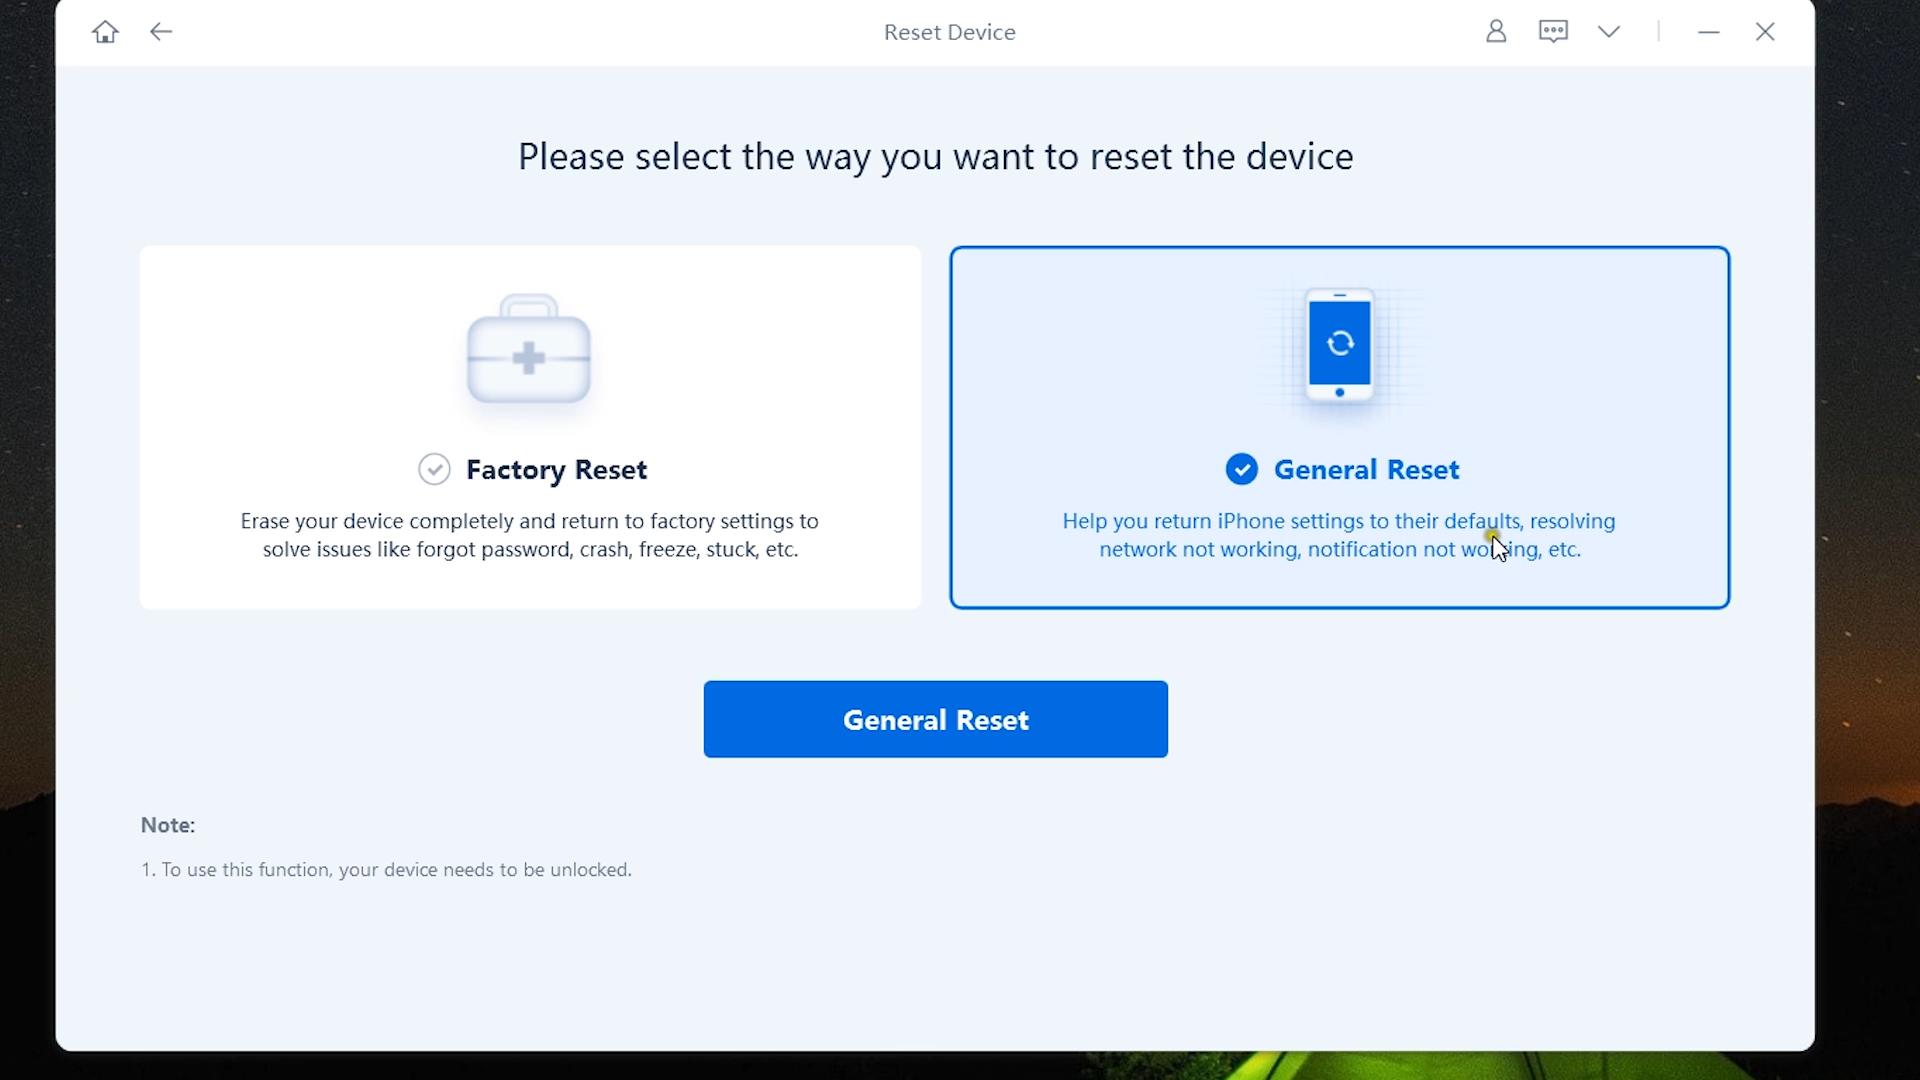 Reset Device
Please select the way you want to reset the device
Factory Reset
Erase your device completely and return to factory settings to
solve issues like forgot password, crash, freeze, stuck, etc.
General Reset
Help you return iPhone settings to their defaults, resolving
network not working, notification not working, etc.
General Reset
Note:
1. To use this function, your device needs to be unlocked.